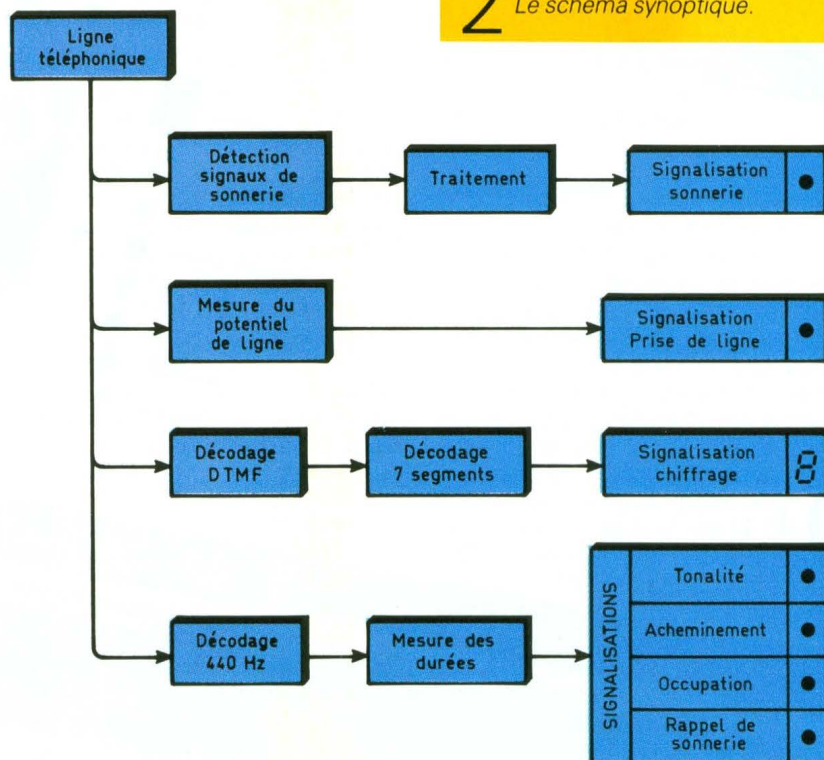 2 Le schéma synoptique.
Ligne
téléphonique
Détection
signaux de
sonnerie
Traitement
Signalisation
sonnerie
Mesure du
potentiel
de ligne
Signalisation
Prise de ligne
Décodage
DTMF
Décodage
7 segments
Signalisation
chiffrage
8
Décodage
440 Hz
Mesure des
durées
SIGNALISATIONS
Tonalité
Acheminement
Occupation
Rappel de
sonnerie